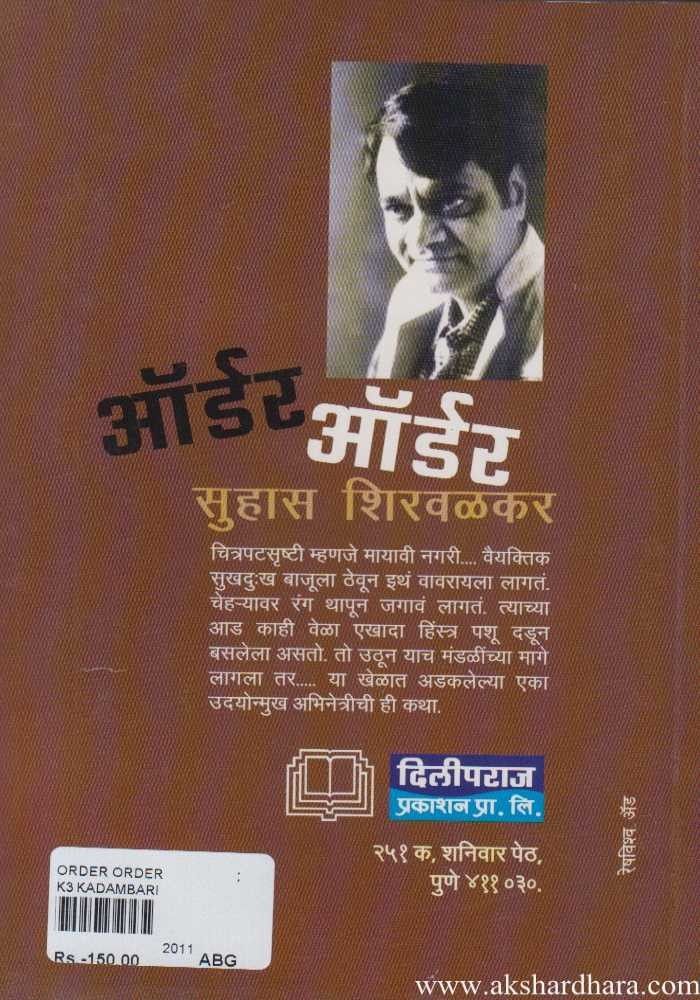 ऑर्डर
ऑर्डर
सुहास शिरवळकर
चित्रपटसृष्टी म्हणजे मायावी नगरी.... वैयक्तिक
सुखदुःख बाजूला ठेवून इथं वावरायला लागतं.
चेहऱ्यावर रंग थापून जगावं लागतं. त्याच्या
आड काही वेळा एखादा हिंस्त्र पशू दडून
बसलेला असतो. तो उठून याच मंडळींच्या मागे
लागला तर..... या खेळात अडकलेल्या एका
उदयोन्मुख अभिनेत्रीची ही कथा.
दिलीपराज
प्रकाशन प्रा. लि.
२५१ क, शनिवार पेठ,
पुणे ४११ ०३०.
रेषविश्व ॲड
ORDER ORDER :
K3 KADAMBARI
Rs.-150.00 2011 ABG
www.akshardhara.com